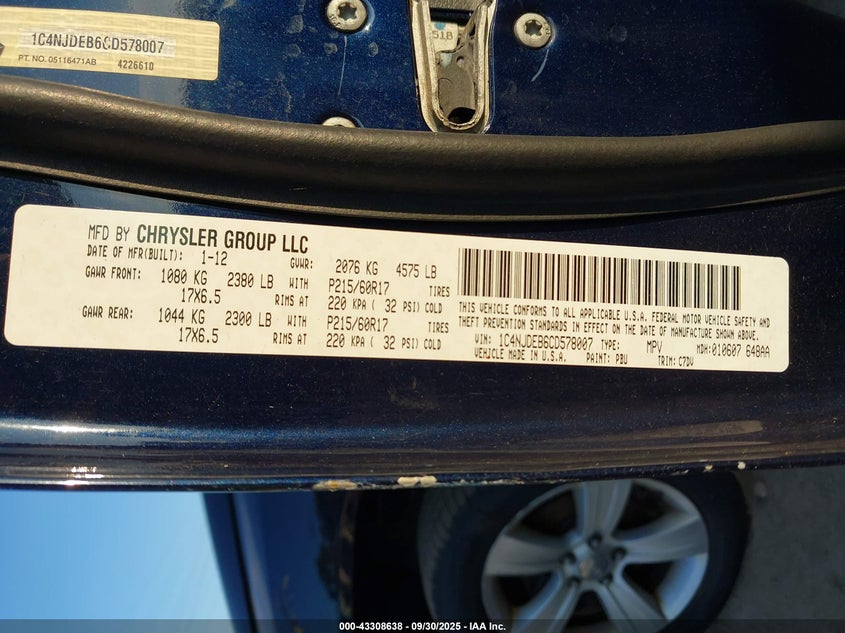 1C4NJDEB6CD578007
PT. NO. 05116471AB 4226610
51B
MFD BY CHRYSLER GROUP LLC
DATE OF MFR(BUILT): 1-12 GVWR: 2076 KG 4575 LB
GAWR FRONT: 1080 KG 2380 LB WITH P215/60R17 TIRES
17X6.5 RIMS AT 220 KPA ( 32 PSI) COLD
GAWR REAR: 1044 KG 2300 LB WITH P215/60R17 TIRES
17X6.5 RIMS AT 220 KPA ( 32 PSI) COLD
THIS VEHICLE CONFORMS TO ALL APPLICABLE U.S.A. FEDERAL MOTOR VEHICLE SAFETY AND
THEFT PREVENTION STANDARDS IN EFFECT ON THE DATE OF MANUFACTURE SHOWN ABOVE.
VIN: 1C4NJDEB6CD578007 TYPE: MPV MDH:010607 648AA
VEHICLE MADE IN U.S.A. PAINT: PBU TRIM: C7DV
000-43308638 - 09/30/2025 - IAA Inc.